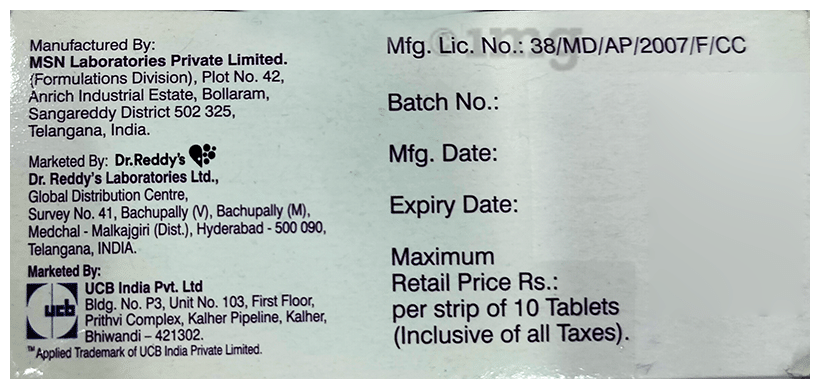 Manufactured By:
MSN Laboratories Private Limited.
(Formulations Division), Plot No. 42,
Anrich Industrial Estate, Bollaram,
Sangareddy District 502 325,
Telangana, India.
Marketed By: Dr.Reddy's
Dr. Reddy's Laboratories Ltd.,
Global Distribution Centre,
Survey No. 41, Bachupally (V), Bachupally (M),
Medchal - Malkajgiri (Dist.), Hyderabad - 500 090,
Telangana, INDIA.
Marketed By:
ucb
UCB India Pvt. Ltd
Bldg. No. P3, Unit No. 103, First Floor,
Prithvi Complex, Kalher Pipeline, Kalher,
Bhiwandi – 421302.
™Applied Trademark of UCB India Private Limited.
1mg
Mfg. Lic. No.: 38/MD/AP/2007/F/CC
Batch No.:
Mfg. Date:
Expiry Date:
Maximum
Retail Price Rs.:
per strip of 10 Tablets
(Inclusive of all Taxes).